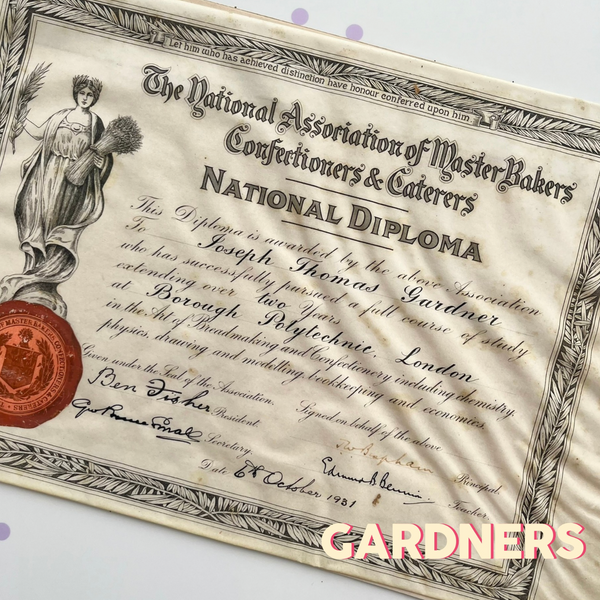 Let him who has achieved distinction have honour conferred upon him.
The National Association of Master Bakers
Confectioners & Caterers
NATIONAL DIPLOMA
This Diploma is awarded by the above Association
To Joseph Thomas Gardner
who has successfully pursued a full course of study
extending over two Years
at Borough Polytechnic, London
in the Art of Breadmaking and Confectionery including chemistry,
physics, drawing and modelling bookkeeping and economics.
Given under the Seal of the Association. Signed on behalf of the above
Ben Fisher President
Secretary. Principal.
Teacher.
Date 6th October 1931
MASTER BAKERS CONFECTIONERS & CATERERS
GARDNERS